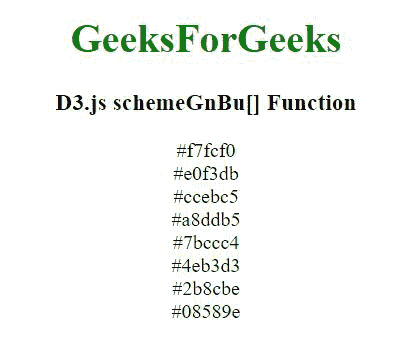 GeeksForGeeks
D3.js schemeGnBu[] Function
#f7fcf0
#e0f3db
#ccebc5
#a8ddb5
#7bccc4
#4eb3d3
#2b8cbe
#08589e